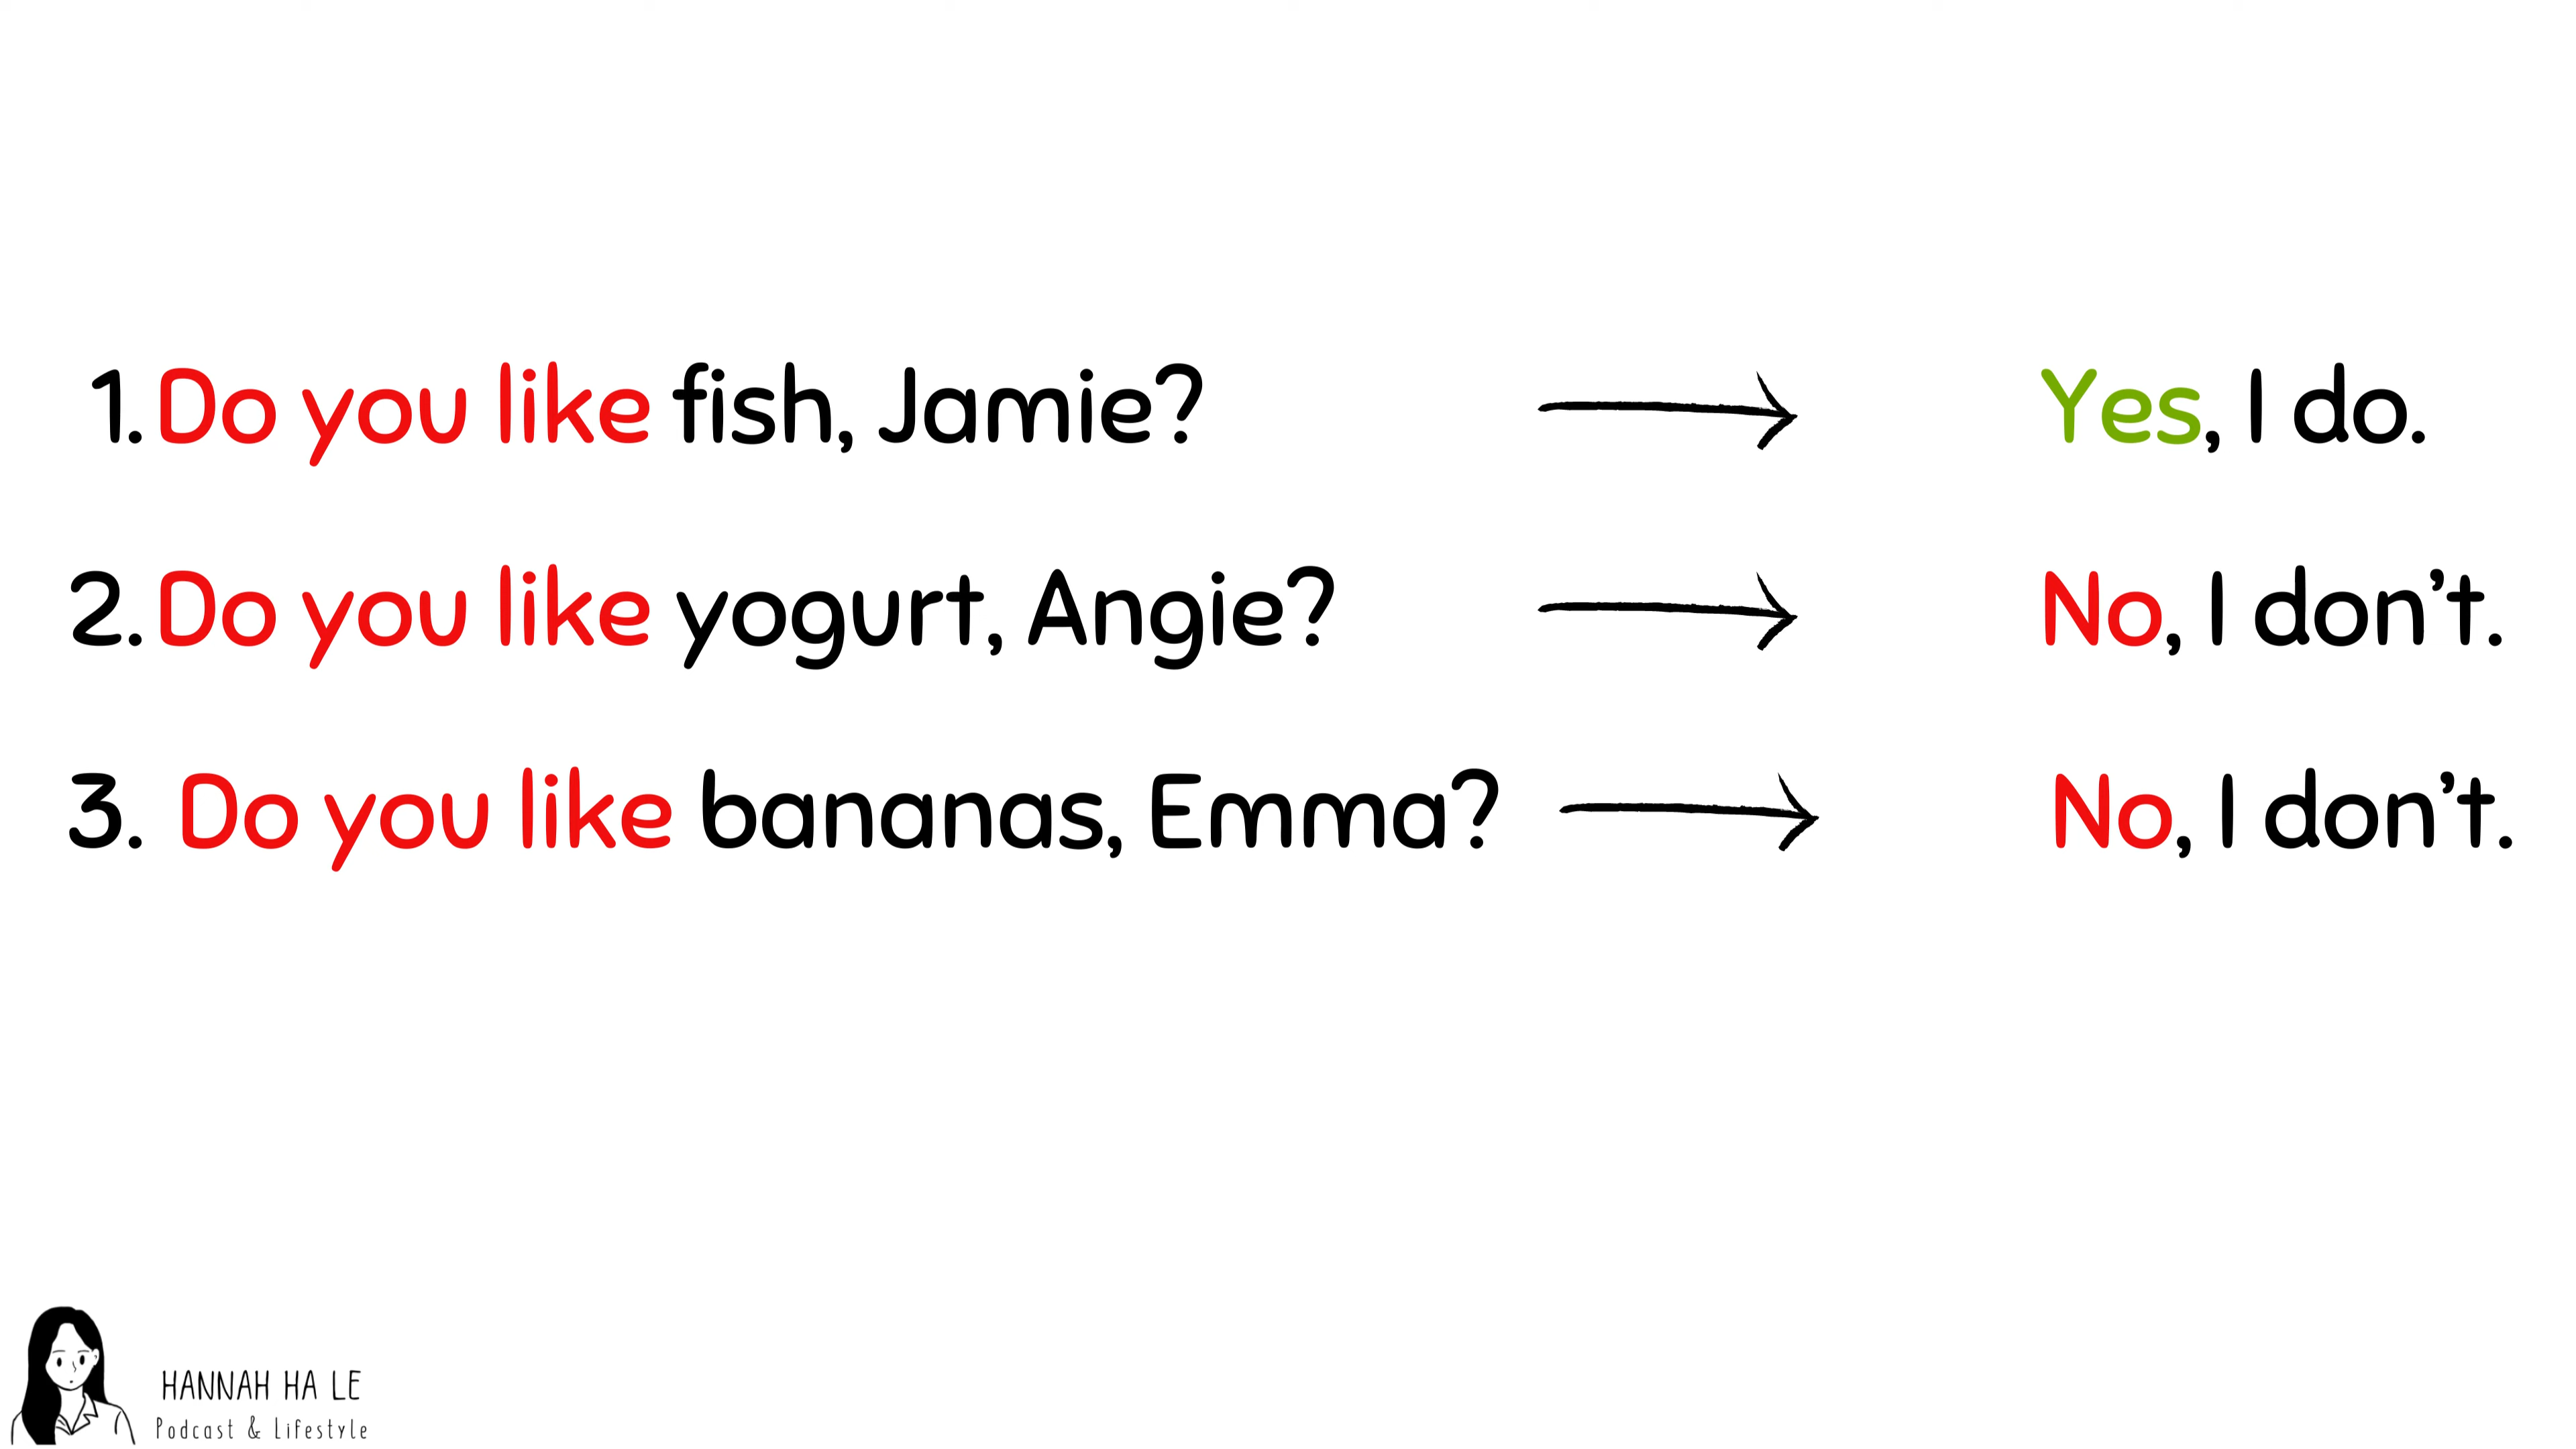 1. Do you like fish, Jamie? Yes, I do.
2. Do you like yogurt, Angie? No, I don't.
3. Do you like bananas, Emma? No, I don't.
HANNAH HA LE
Podcast & Lifestyle